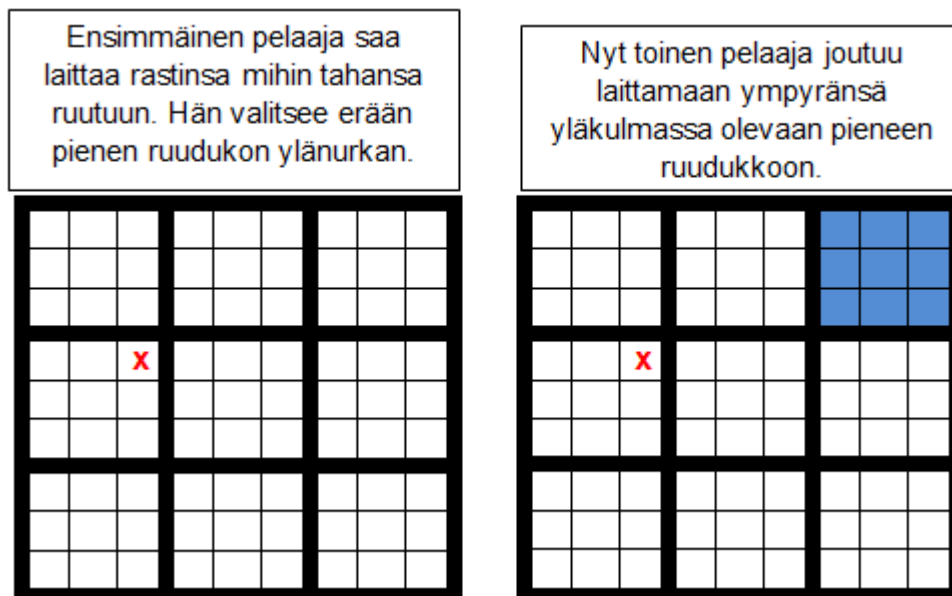 Ensimmäinen pelaaja saa
laittaa rastinsa mihin tahansa
ruutuun. Hän valitsee erään
pienen ruudukon ylänurkan.
Nyt toinen pelaaja joutuu
laittamaan ympyränsä
yläkulmassa olevaan pieneen
ruudukkoon.
X
X